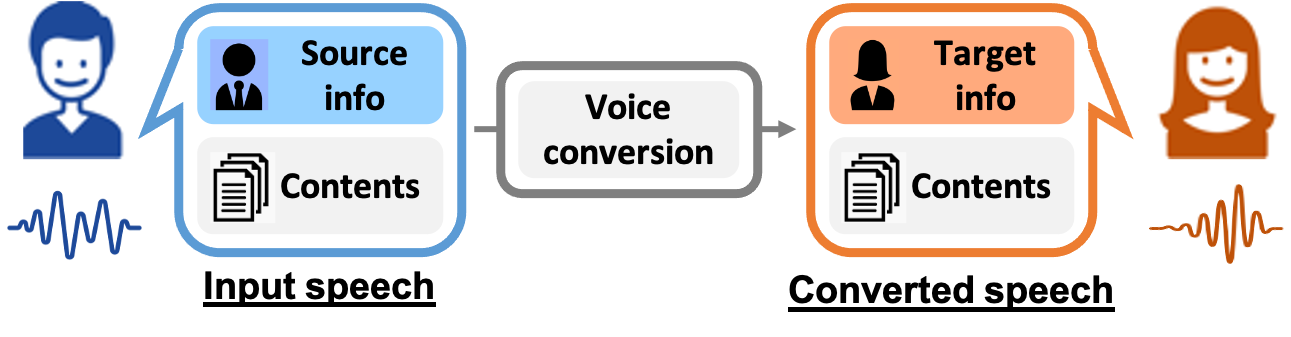 Source
info
Contents
Input speech
Voice
conversion
Target
info
Contents
Converted speech